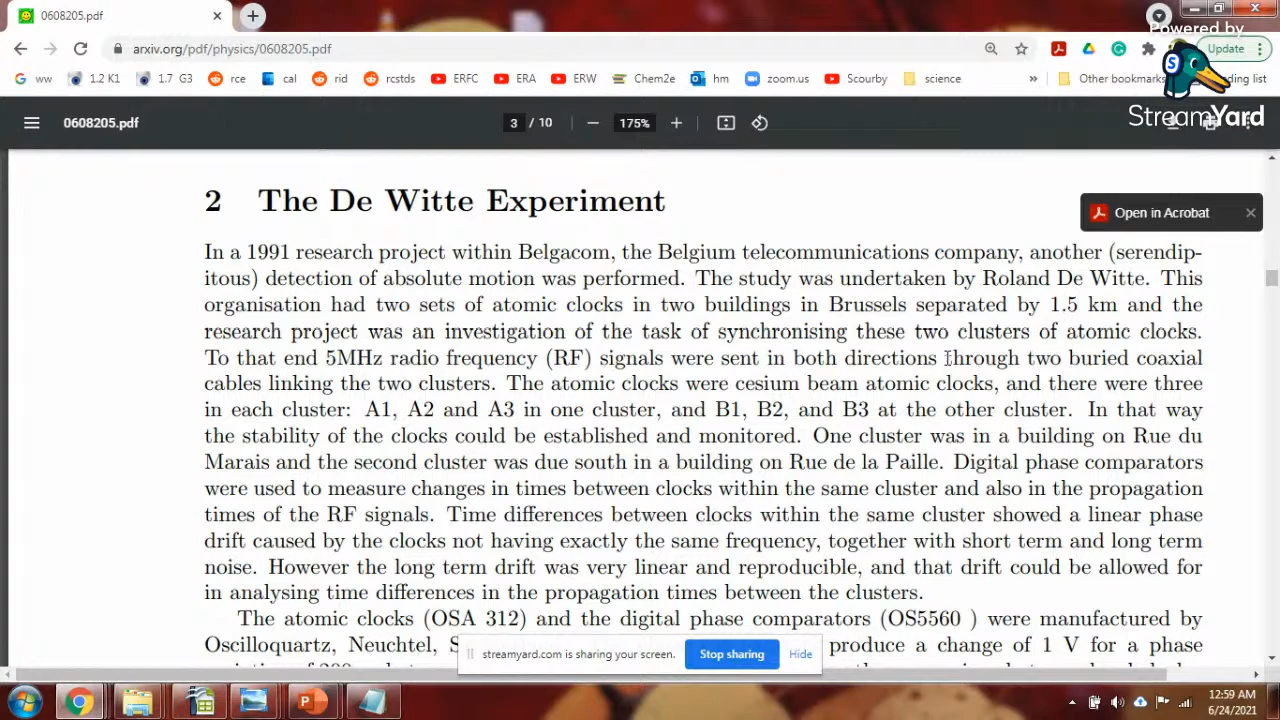 0608205.pdf
Powered by
arxiv.org/pdf/physics/0608205.pdf
Update
ww 1.2 K1 1.7 G3 rce cal rid rcstds ERFC ERA ERW Chem2e hm zoom.us Scourby science » Other bookmarks ding list
0608205.pdf 3 / 10 175%
StreamYard
2 The De Witte Experiment
Open in Acrobat
In a 1991 research project within Belgacom, the Belgium telecommunications company, another (serendip-
itous) detection of absolute motion was performed. The study was undertaken by Roland De Witte. This
organisation had two sets of atomic clocks in two buildings in Brussels separated by 1.5 km and the
research project was an investigation of the task of synchronising these two clusters of atomic clocks.
To that end 5MHz radio frequency (RF) signals were sent in both directions through two buried coaxial
cables linking the two clusters. The atomic clocks were cesium beam atomic clocks, and there were three
in each cluster: A1, A2 and A3 in one cluster, and B1, B2, and B3 at the other cluster. In that way
the stability of the clocks could be established and monitored. One cluster was in a building on Rue du
Marais and the second cluster was due south in a building on Rue de la Paille. Digital phase comparators
were used to measure changes in times between clocks within the same cluster and also in the propagation
times of the RF signals. Time differences between clocks within the same cluster showed a linear phase
drift caused by the clocks not having exactly the same frequency, together with short term and long term
noise. However the long term drift was very linear and reproducible, and that drift could be allowed for
in analysing time differences in the propagation times between the clusters.
The atomic clocks (OSA 312) and the digital phase comparators (OS5560 ) were manufactured by
Oscilloquartz, Neuchtel, S produce a change of 1 V for a phase
streamyard.com is sharing your screen. Stop sharing Hide
12:59 AM
6/24/2021